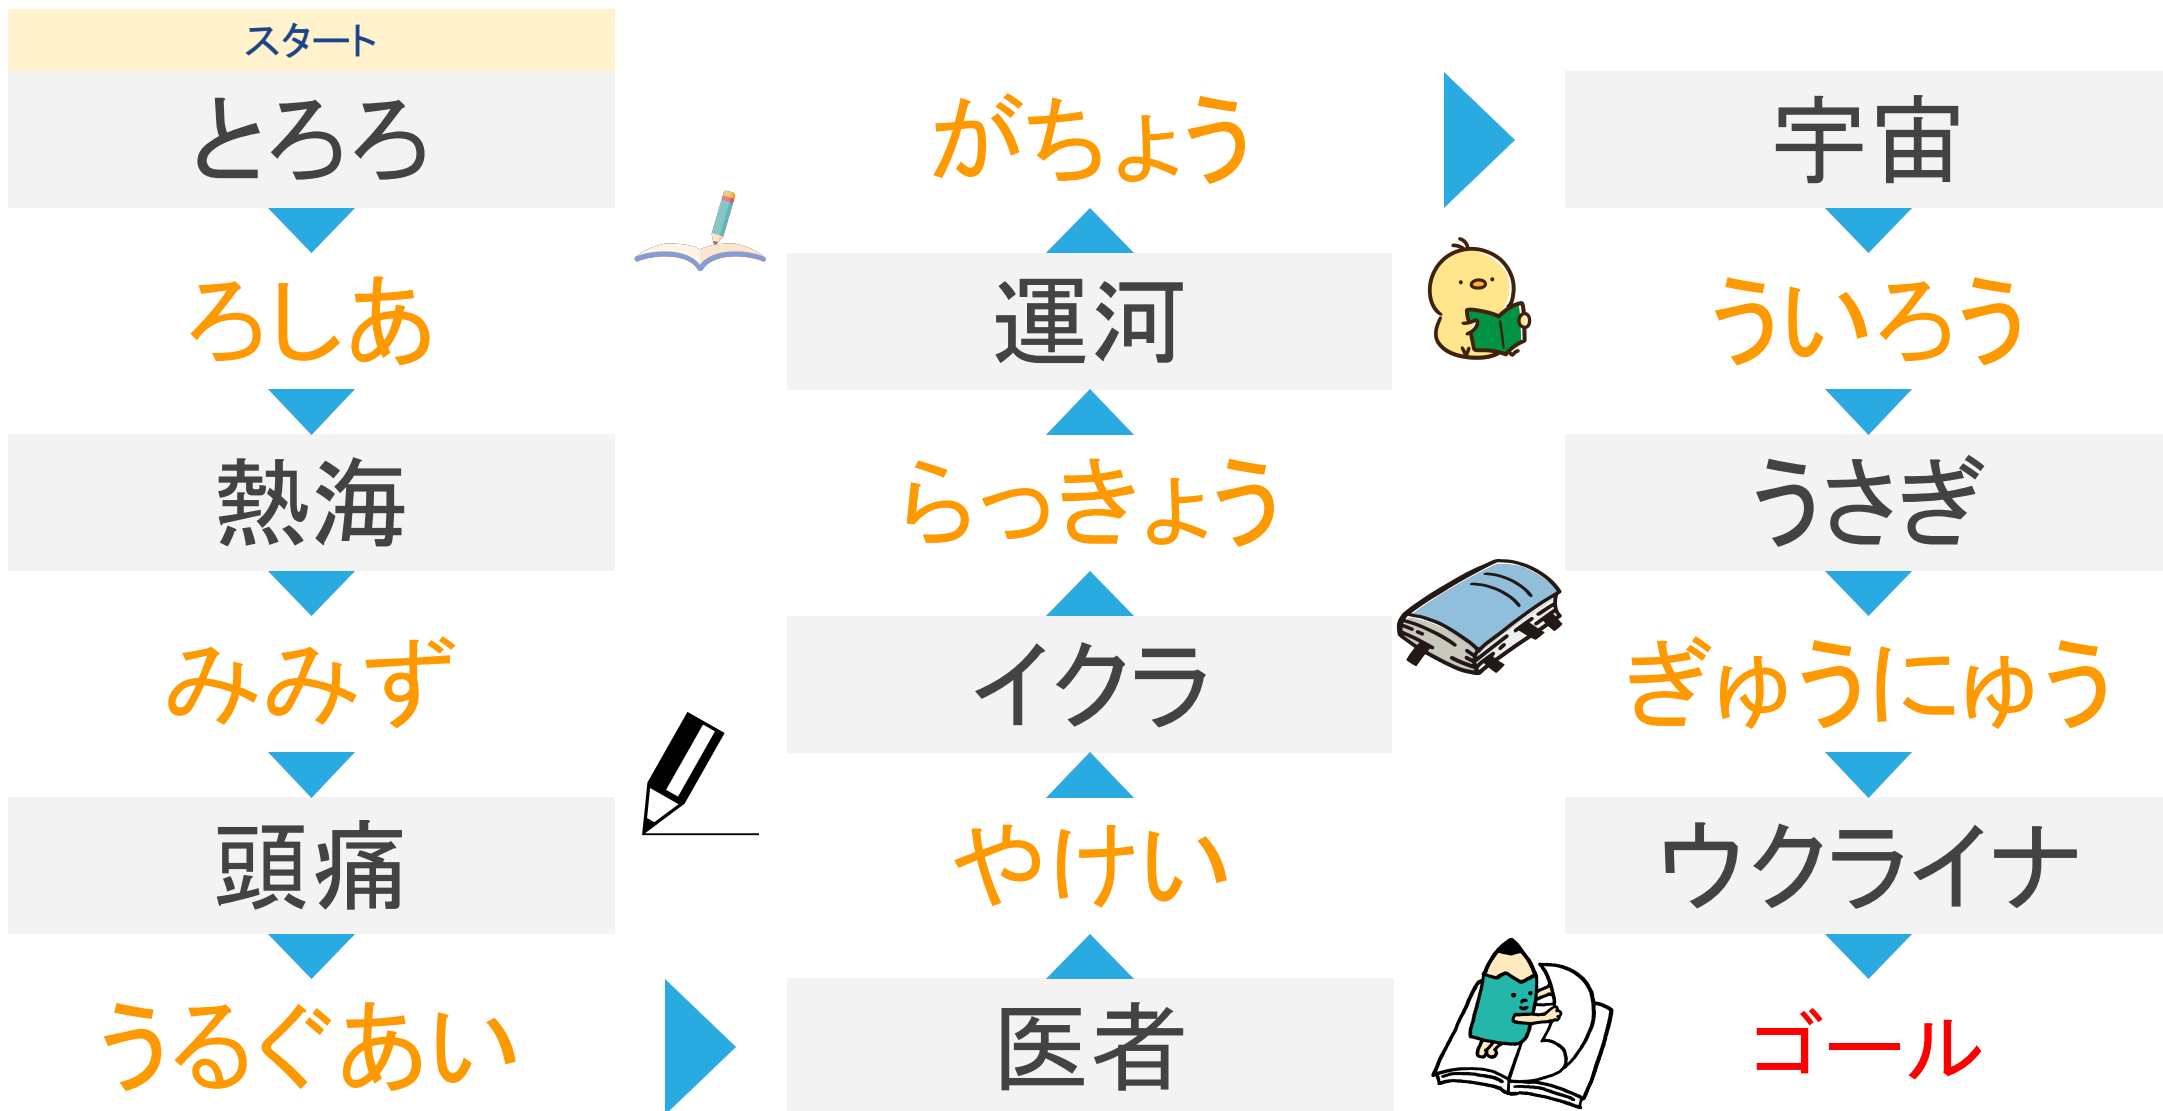 スタート
とろろ
ろしあ
熱海
みみず
頭痛
うるぐあい
医者
やけい
イクラ
らっきょう
運河
がちょう
宇宙
ういろう
うさぎ
ぎゅうにゅう
ウクライナ
ゴール